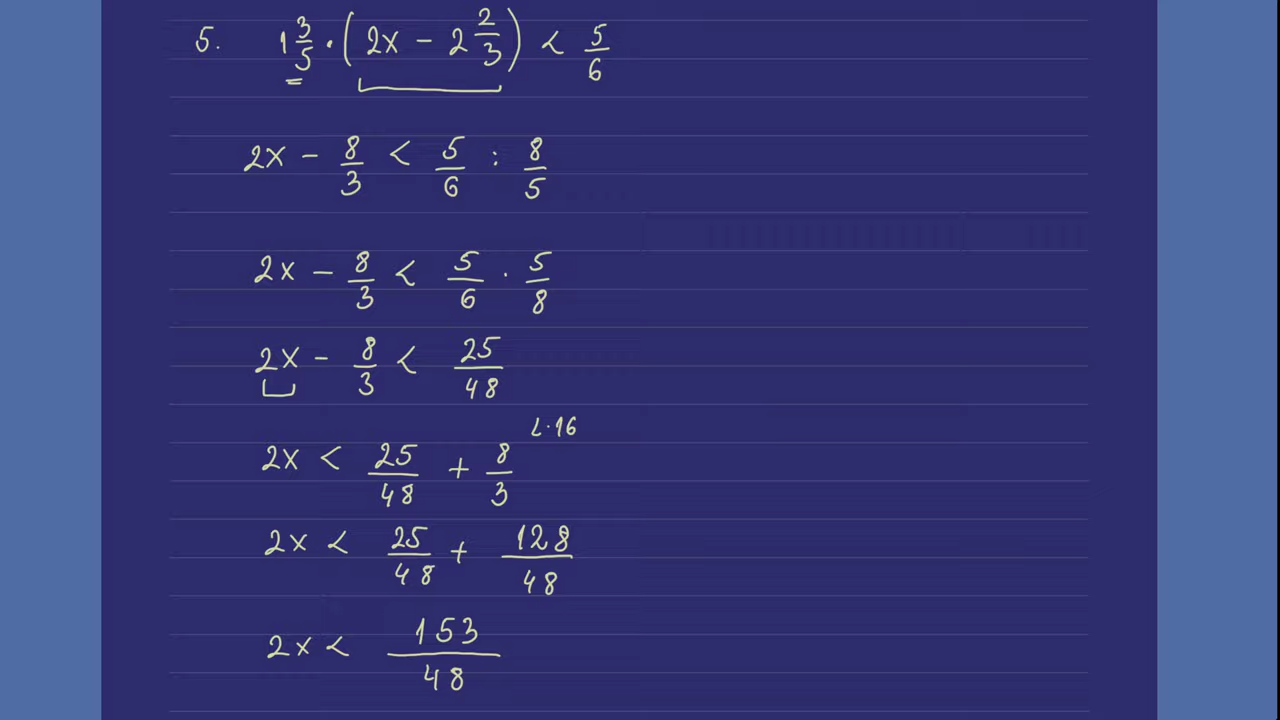 5. 1 3/5 · (2x - 2 2/3) < 5/6
2x - 8/3 < 5/6 : 8/5
2x - 8/3 < 5/6 · 5/8
2x - 8/3 < 25/48
2x < 25/48 + 8/3 ∠·16
2x < 25/48 + 128/48
2x < 153/48